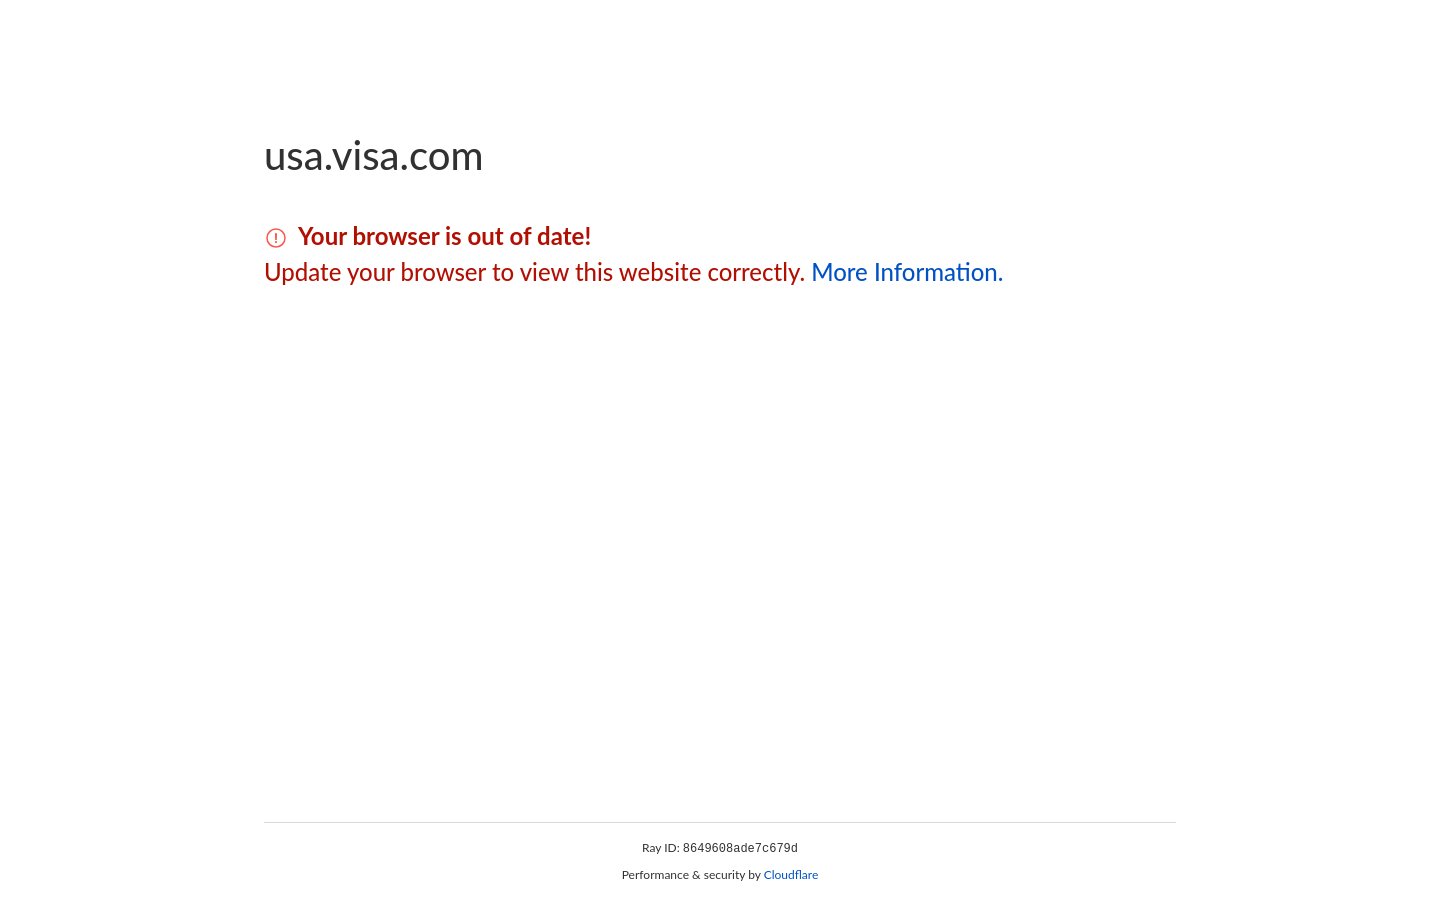 usa.visa.com
Your browser is out of date!
Update your browser to view this website correctly. More Information.
Ray ID: 8649608ade7c679d
Performance & security by Cloudflare